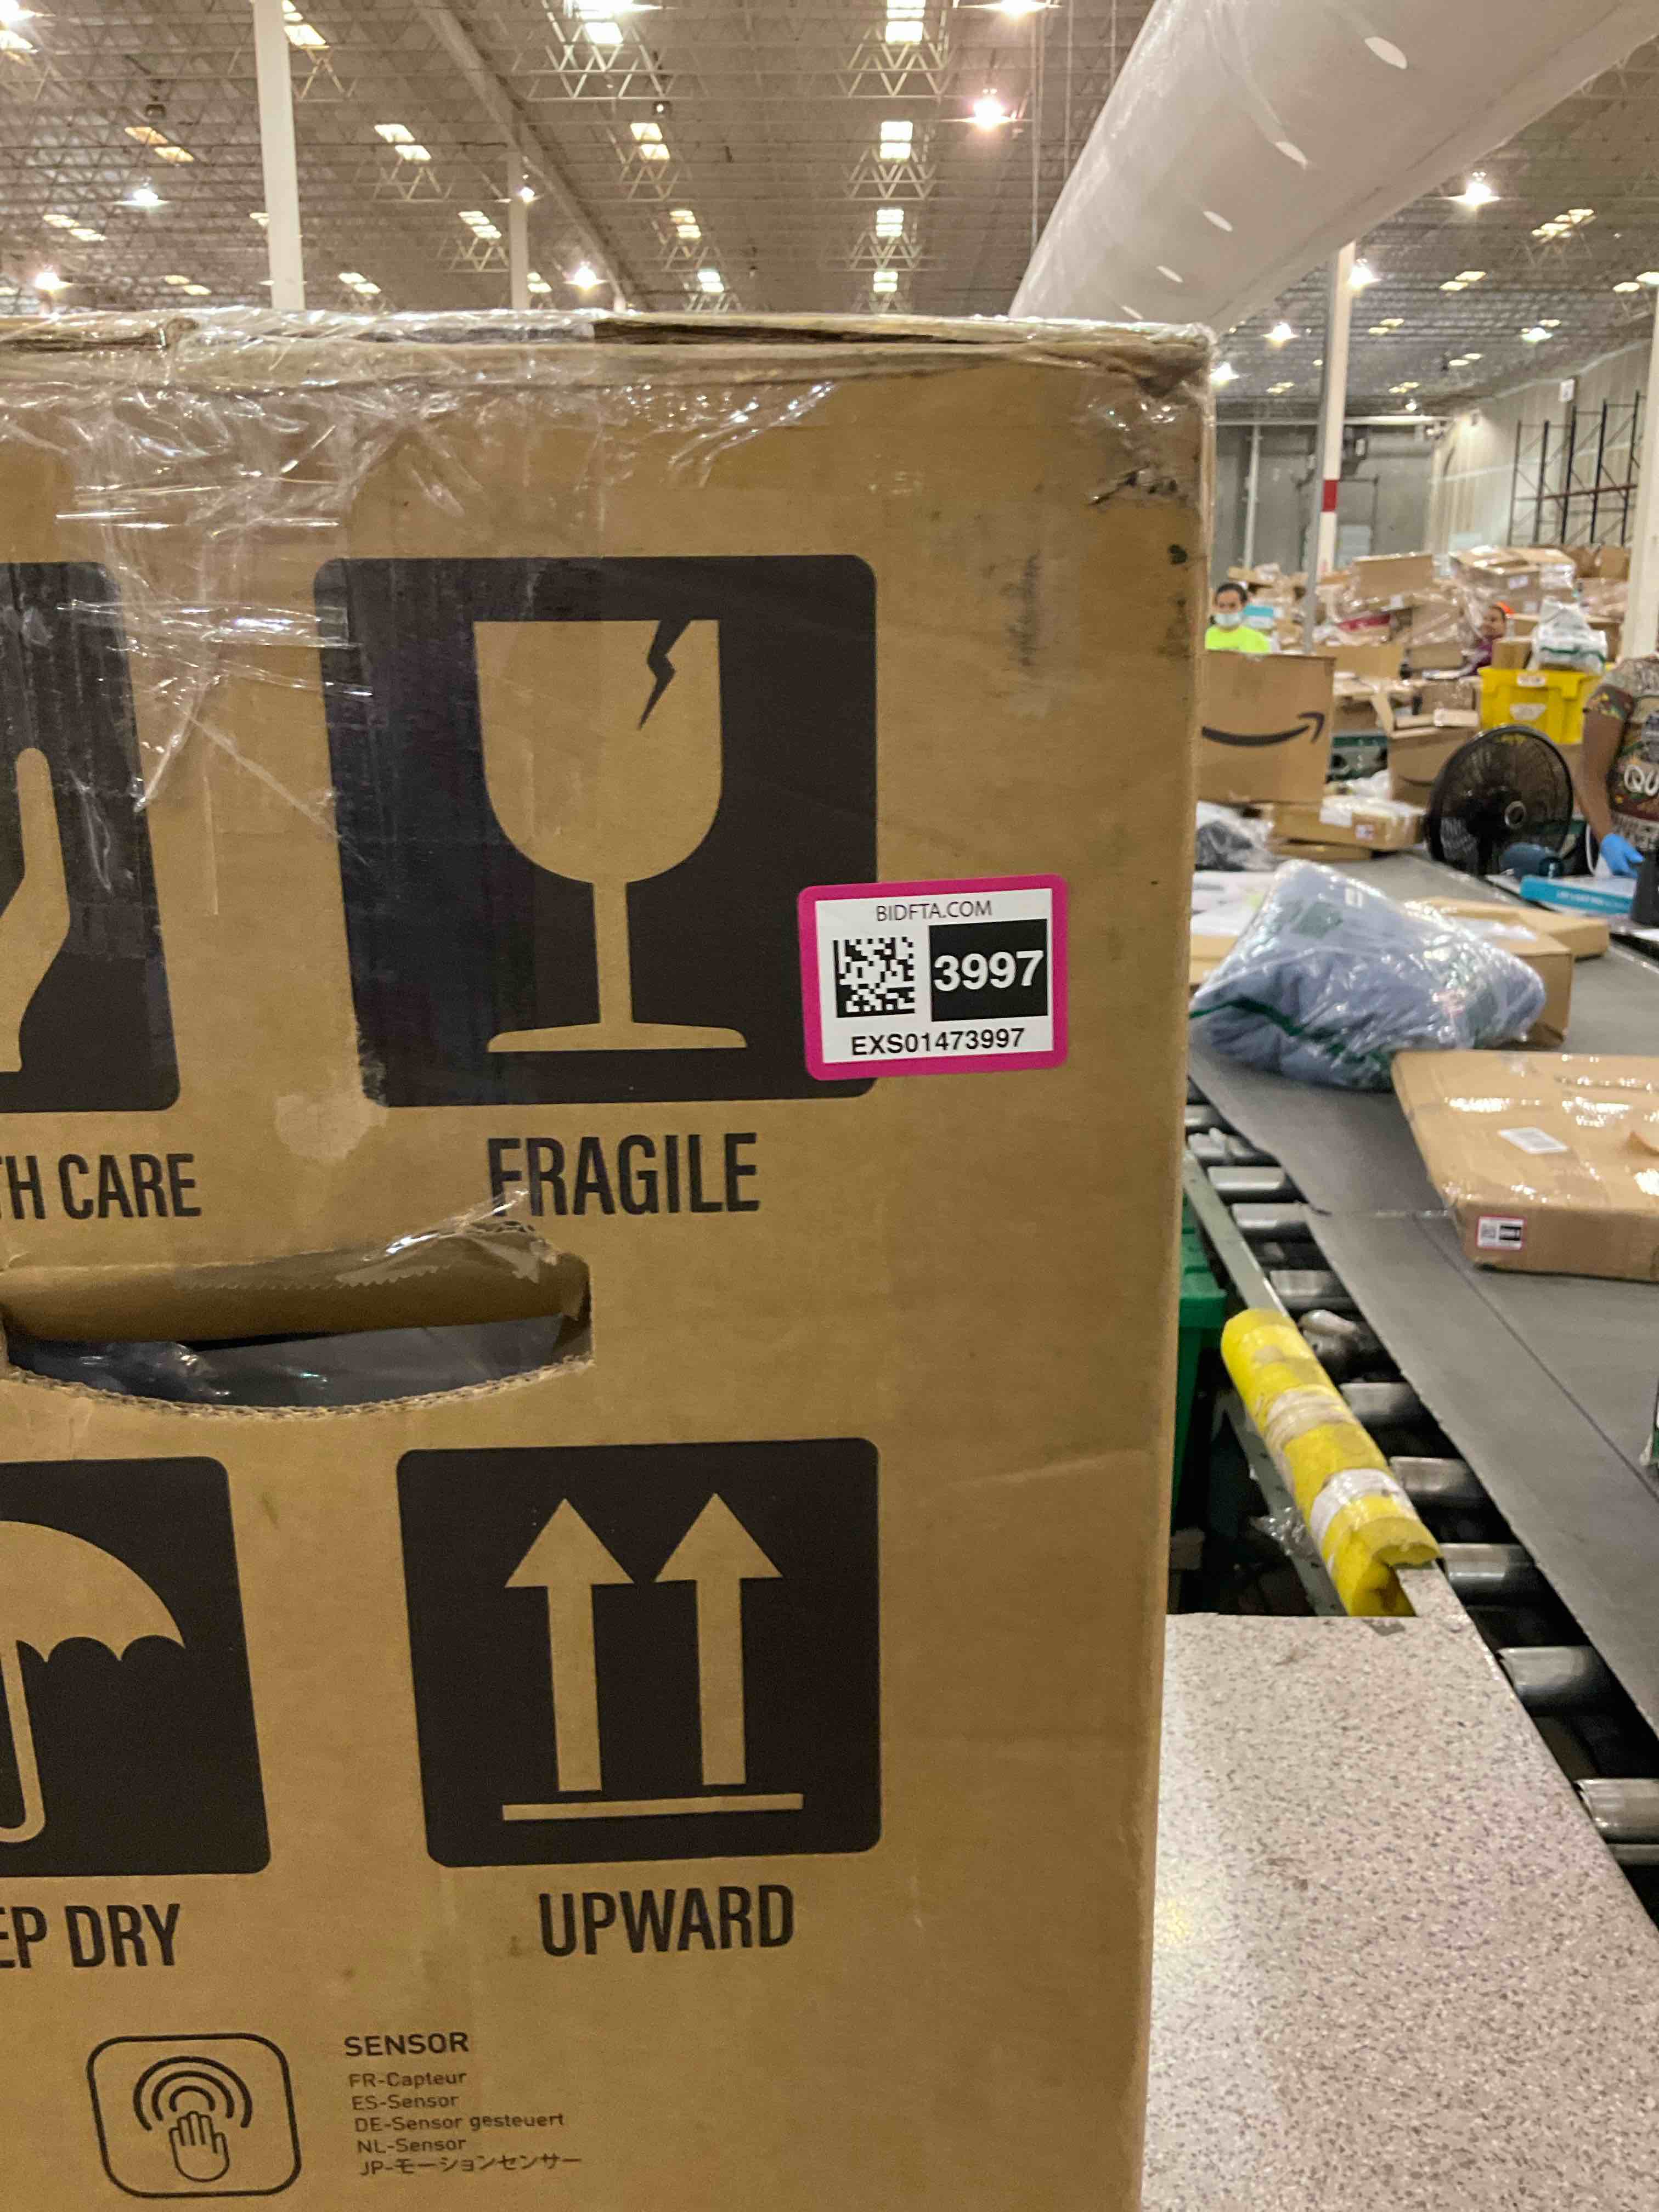 BIDFTA.COM
3997
EXS01473997
TH CARE
FRAGILE
EP DRY
UPWARD
SENSOR
FR-Capteur
ES-Sensor
DE-Sensor gesteuert
NL-Sensor
JP-モーションセンサー
QU